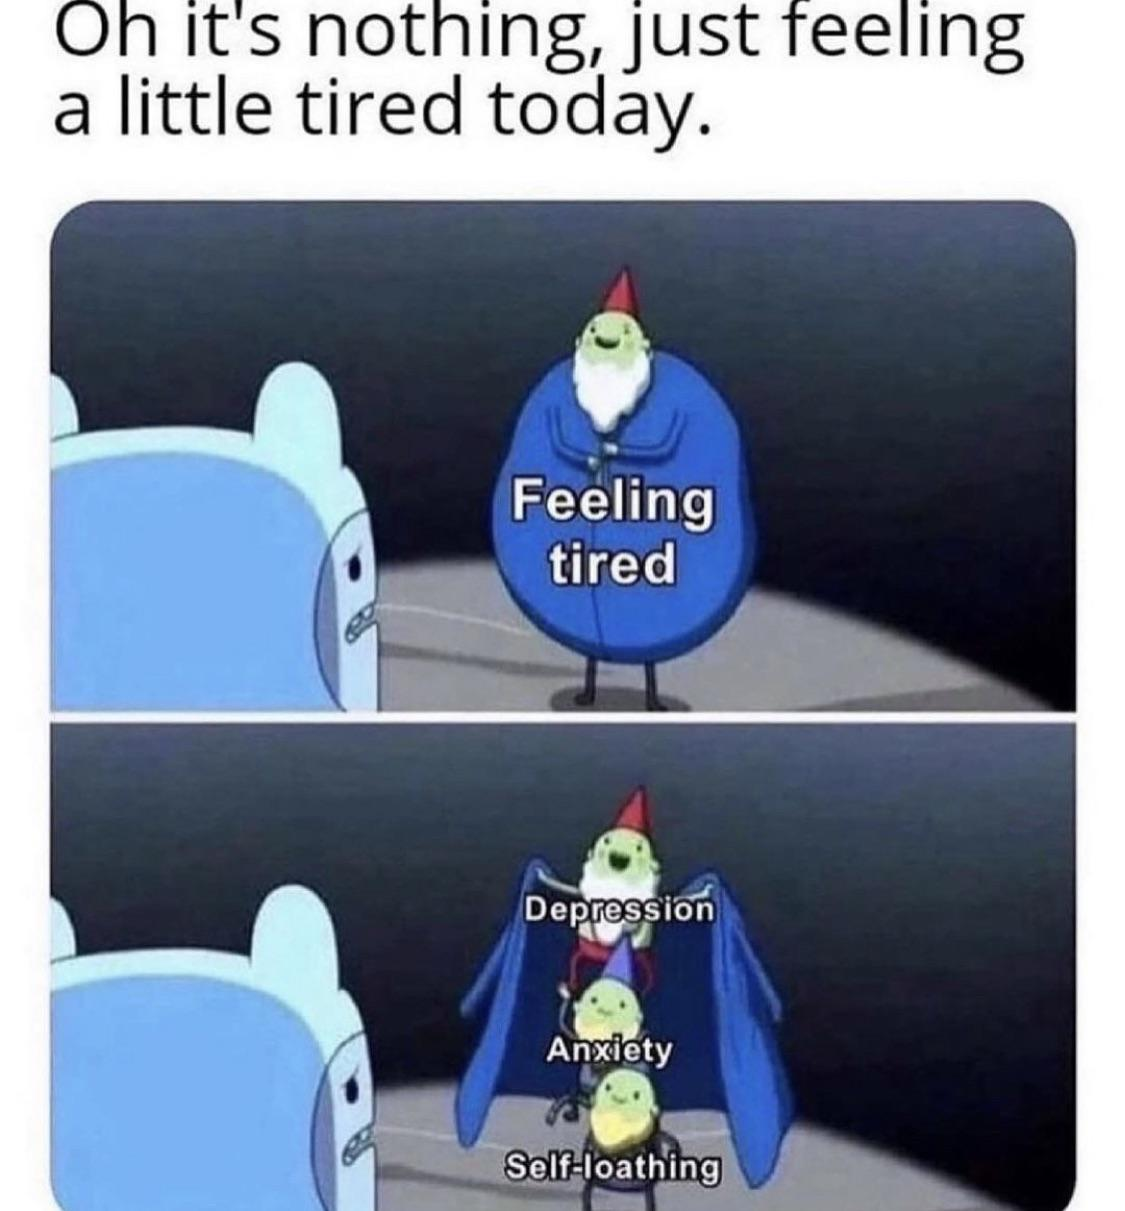 Oh it's nothing, just feeling
a little tired today.
Feeling
tired
Depression
Anxiety
Self-loathing